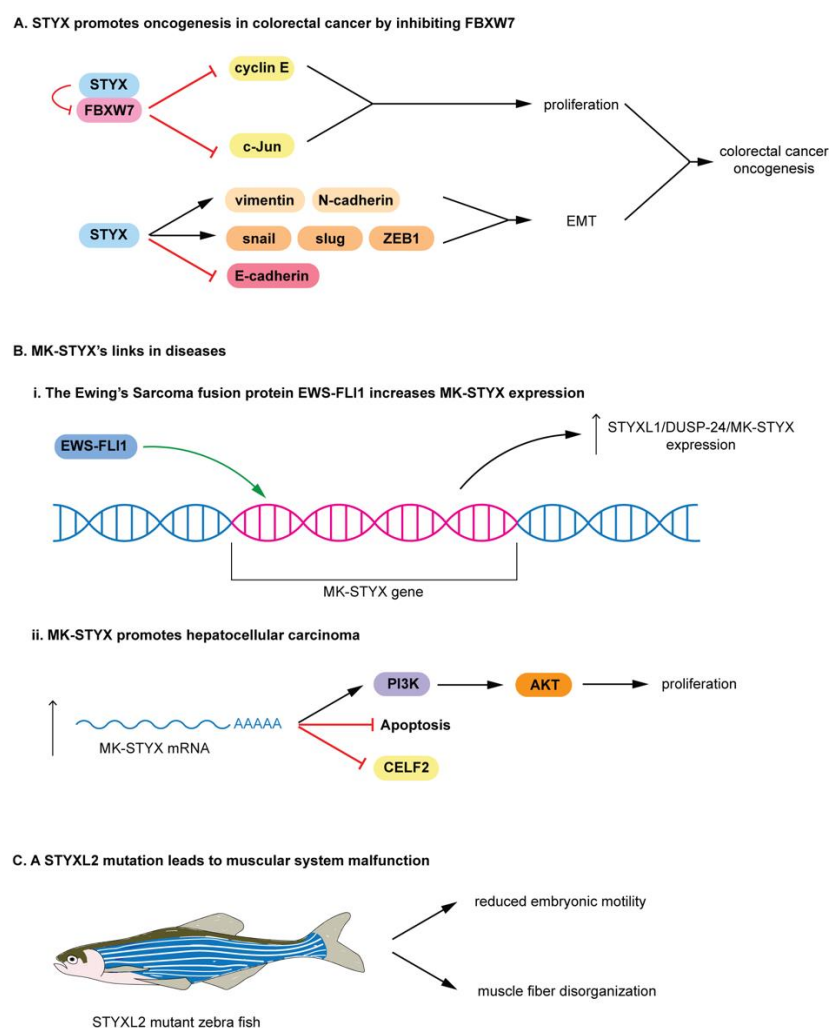 A. STYX promotes oncogenesis in colorectal cancer by inhibiting FBXW7
cyclin E
STYX
FBXW7
proliferation
c-Jun
colorectal cancer
oncogenesis
vimentin N-cadherin
STYX
snail slug ZEB1
EMT
E-cadherin
B. MK-STYX's links in diseases
i. The Ewing's Sarcoma fusion protein EWS-FLI1 increases MK-STYX expression
EWS-FLI1
STYXL1/DUSP-24/MK-STYX
expression
MK-STYX gene
ii. MK-STYX promotes hepatocellular carcinoma
PI3K AKT proliferation
AAAAA Apoptosis
MK-STYX mRNA
CELF2
C. A STYXL2 mutation leads to muscular system malfunction
reduced embryonic motility
muscle fiber disorganization
STYXL2 mutant zebra fish